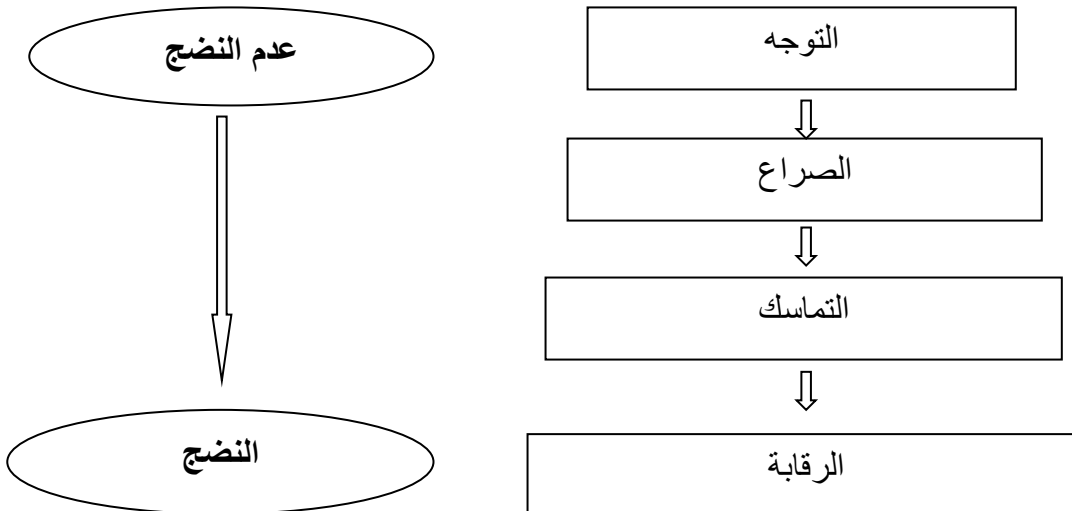 التوجه
عدم النضج
الصراع
التماسك
النضج
الرقابة